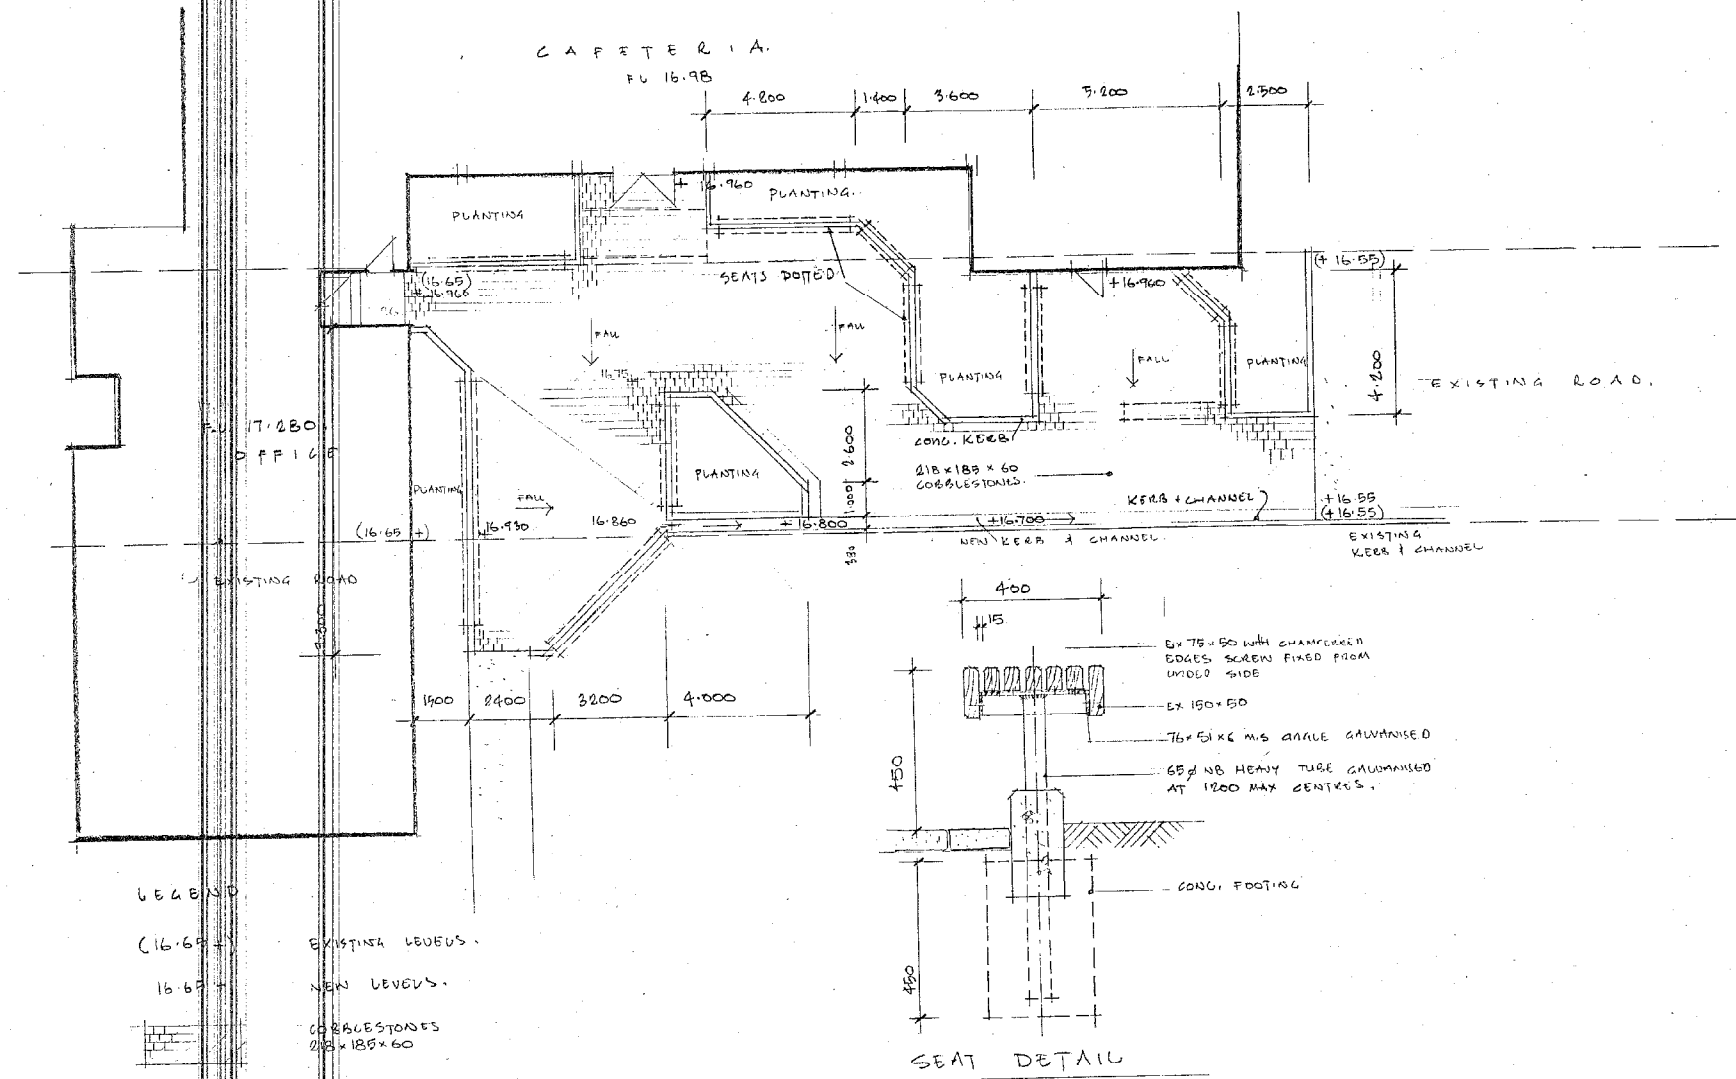 CAFETERIA.
FL 16.98
4.800
1.400
3.600
5.200
2.500
PLANTING
+ 16.960
PLANTING.
SEATS DOTTED
(16.65)
+ 16.960
(+ 16.55)
+16.960
FALL
FALL
FALL
16.75
PLANTING
PLANTING
4.200
EXISTING ROAD.
17.280
OFFICE
CONC. KERB
218 x 185 x 60
COBBLESTONES.
2.600
1.000
PLANTING
PLANTING
FALL
KERB & CHANNEL
+16.55
(+16.55)
(16.65 +)
16.930
16.860
+ 16.800
+16.700
NEW KERB & CHANNEL.
EXISTING
KERB & CHANNEL
EXISTING ROAD
400
15
EX 75 x 50 WITH CHAMFERED
EDGES SCREW FIXED FROM
UNDER SIDE
EX 150 x 50
76 x 51 x 6 M.S ANGLE GALVANISED
65 ø NB HEAVY TUBE GALVANISED
AT 1200 MAX CENTRES.
450
1500
2400
3200
4.000
CONC. FOOTING
450
SEAT DETAIL
LEGEND
(16.65 +)
EXISTING LEVELS.
16.65 +
NEW LEVELS.
COBBLESTONES
218 x 185 x 60